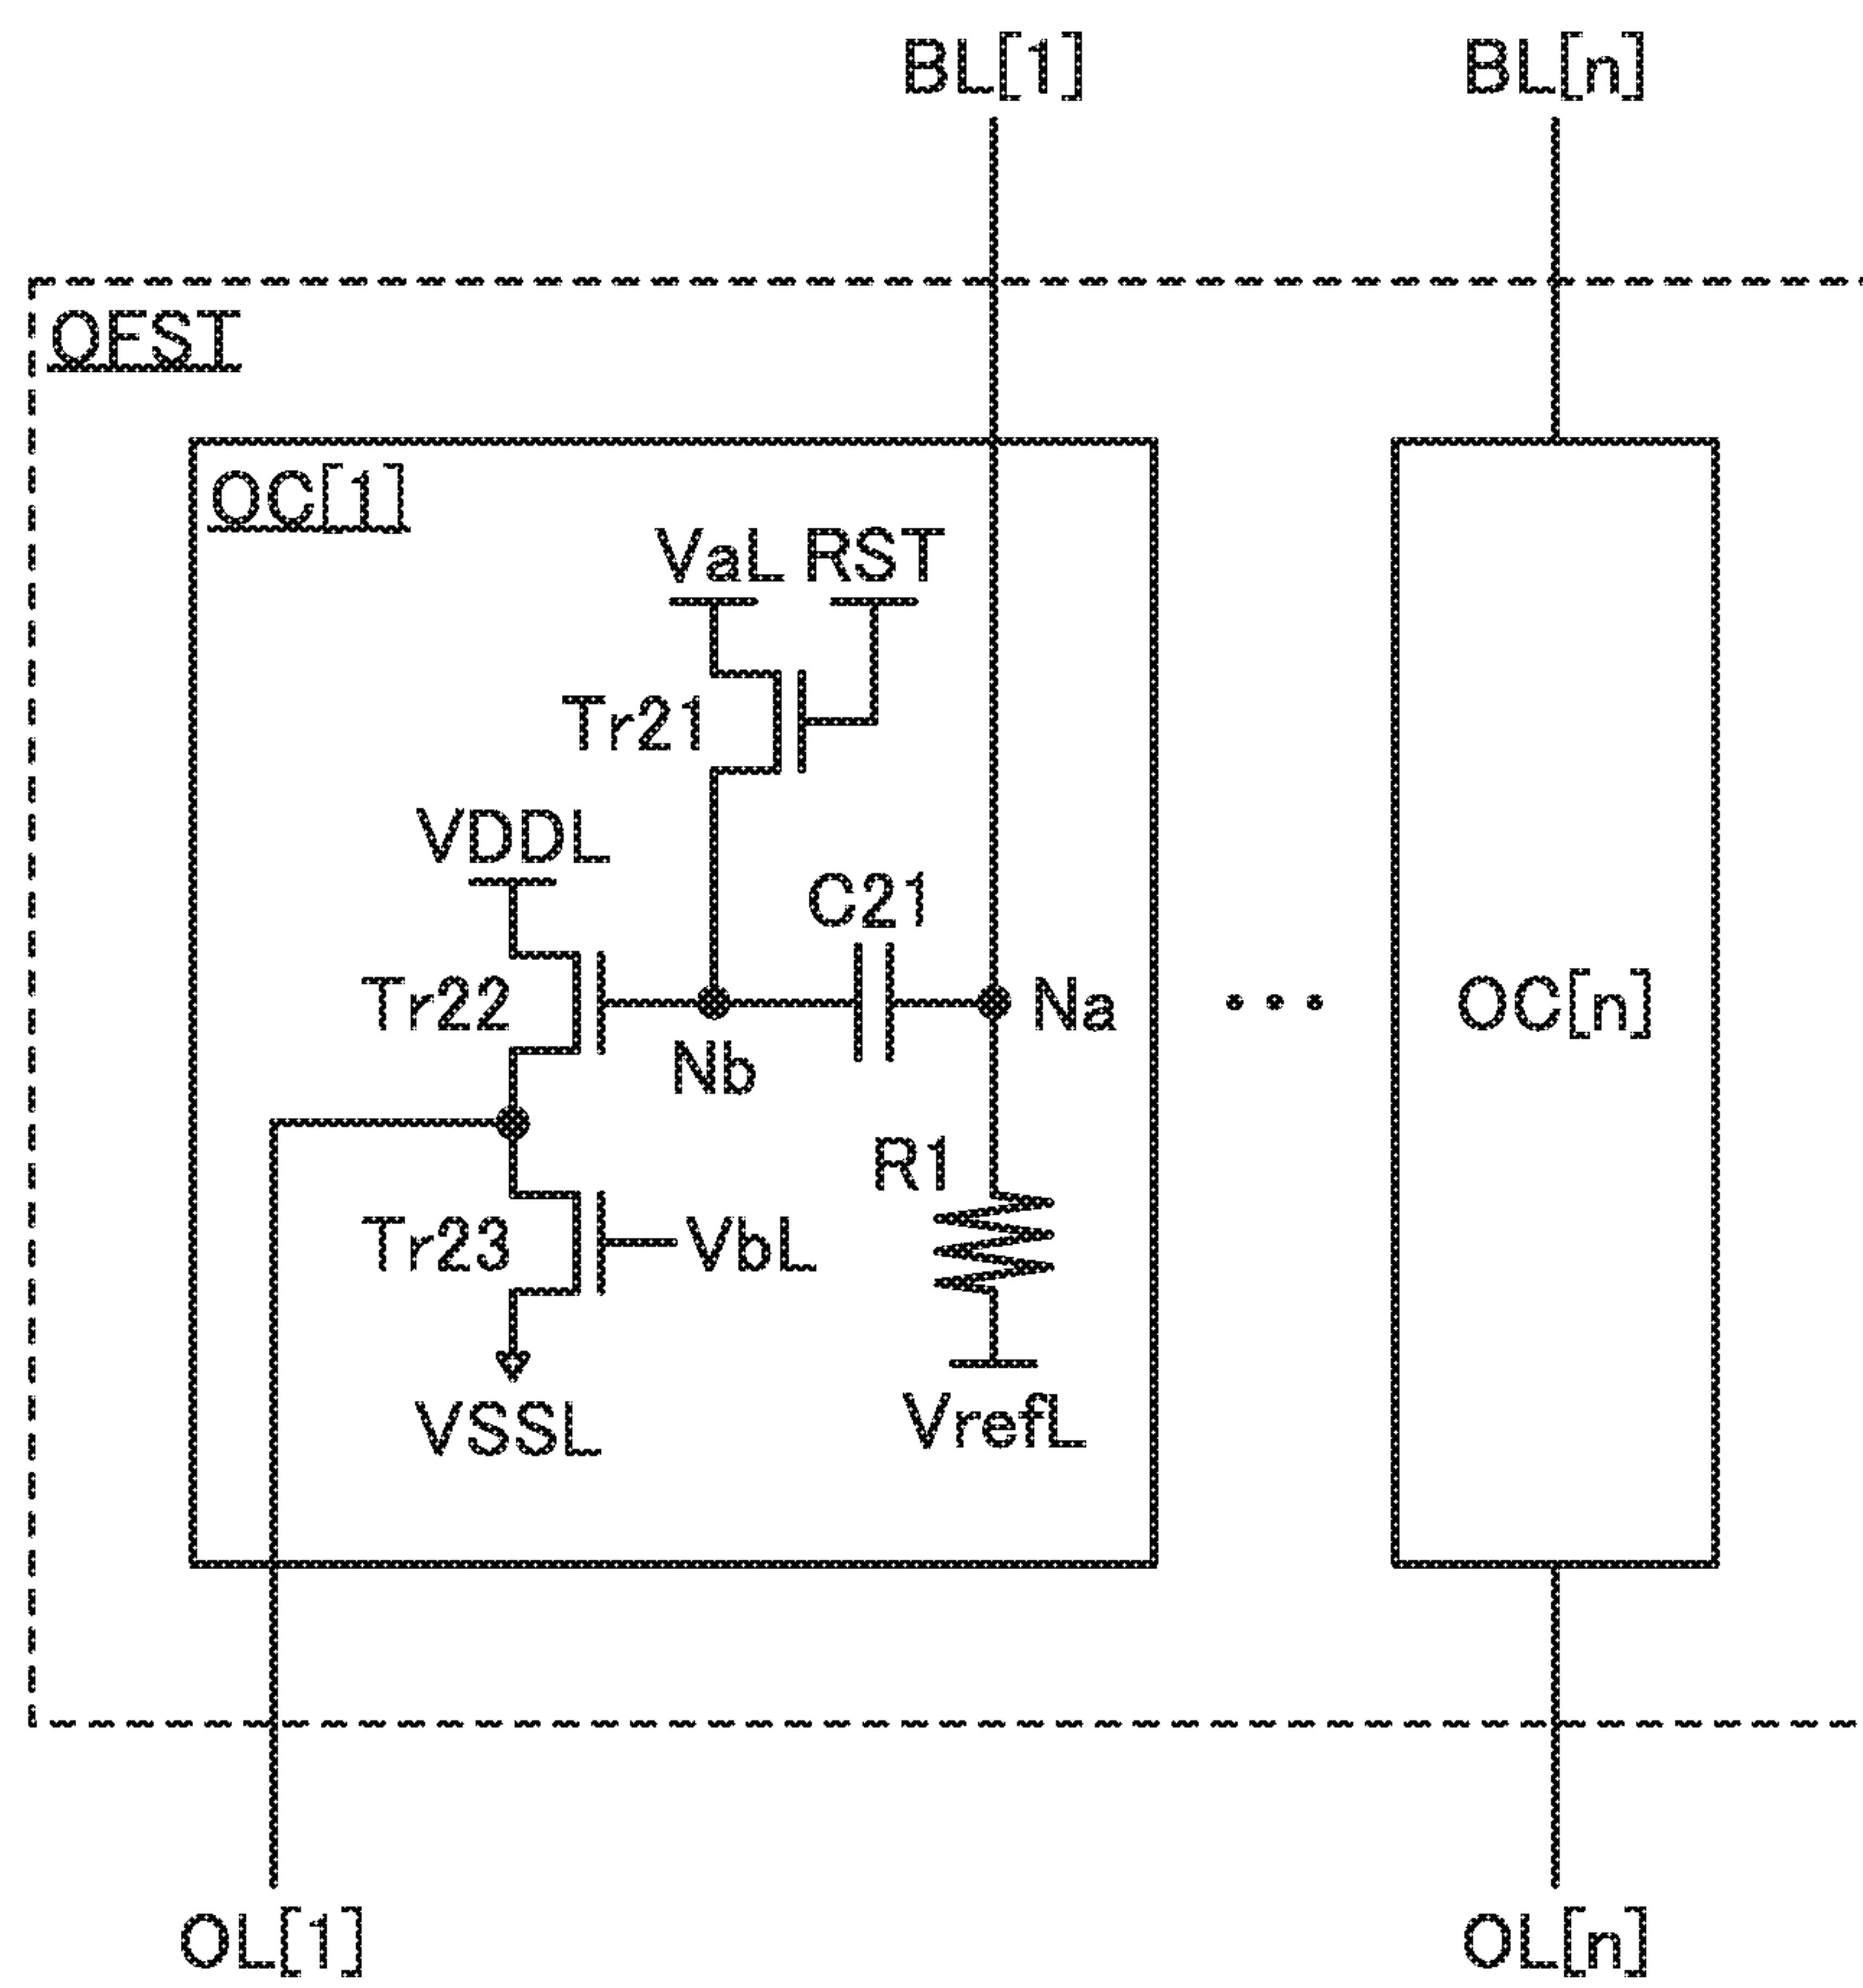 BL[1] BL[n]
OFST
OC[1]
VaL RST
Tr21
VDDL
C21
Tr22 Na ••• OC[n]
Nb
R1
Tr23 VbL
VSSL VrefL
OL[1] OL[n]